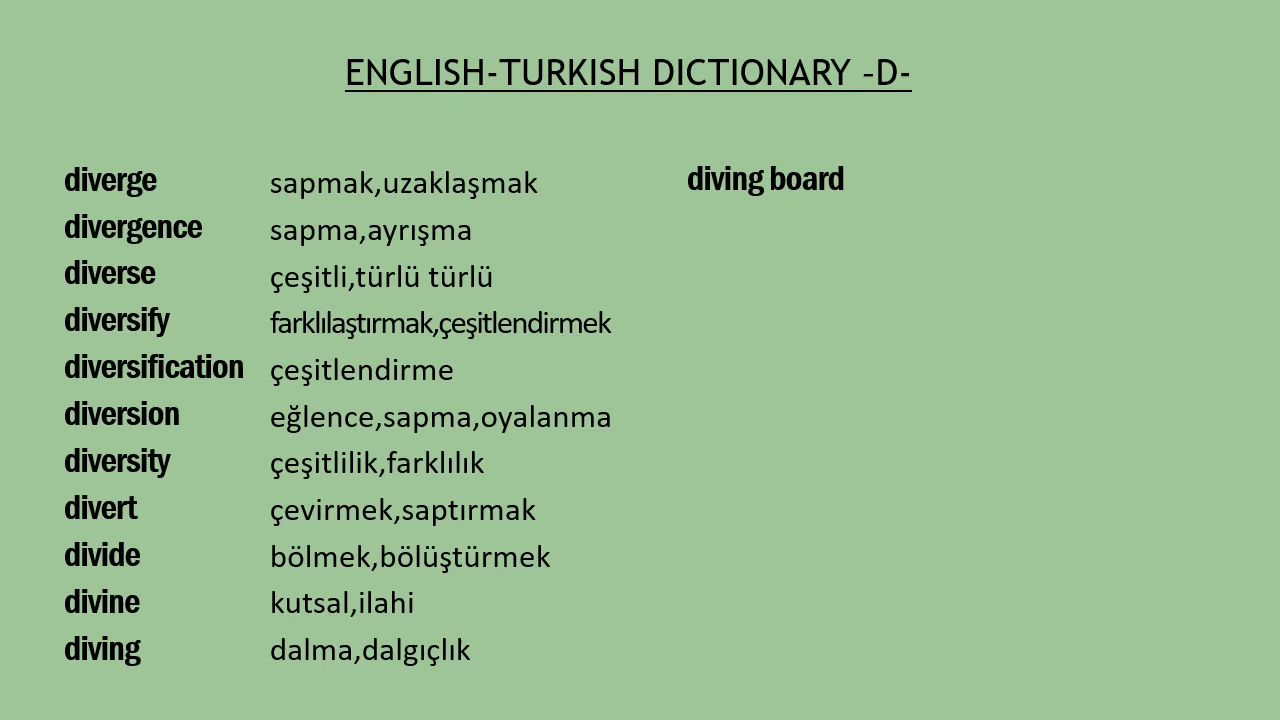 ENGLISH-TURKISH DICTIONARY –D-
diverge sapmak,uzaklaşmak
divergence sapma,ayrışma
diverse çeşitli,türlü türlü
diversify farklılaştırmak,çeşitlendirmek
diversification çeşitlendirme
diversion eğlence,sapma,oyalanma
diversity çeşitlilik,farklılık
divert çevirmek,saptırmak
divide bölmek,bölüştürmek
divine kutsal,ilahi
diving dalma,dalgıçlık
diving board